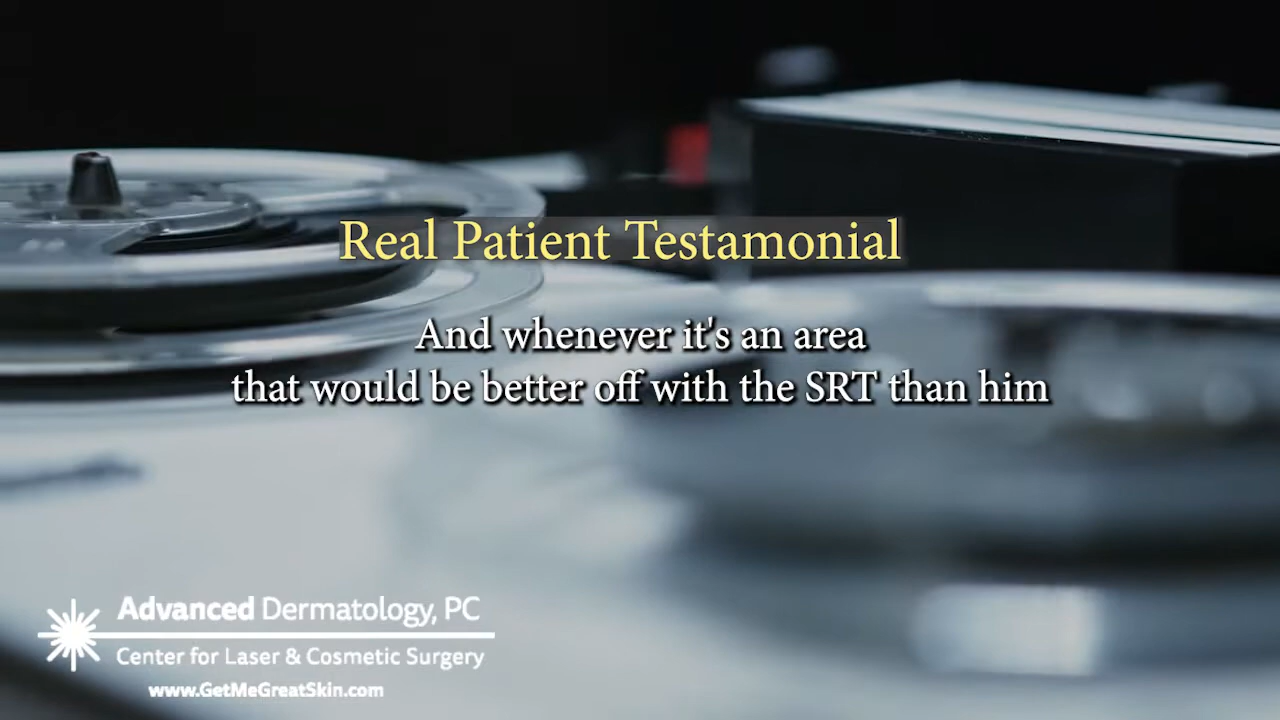 Real Patient Testamonial
And whenever it's an area
that would be better off with the SRT than him
Advanced Dermatology, PC
Center for Laser & Cosmetic Surgery
www.GetMeGreatSkin.com